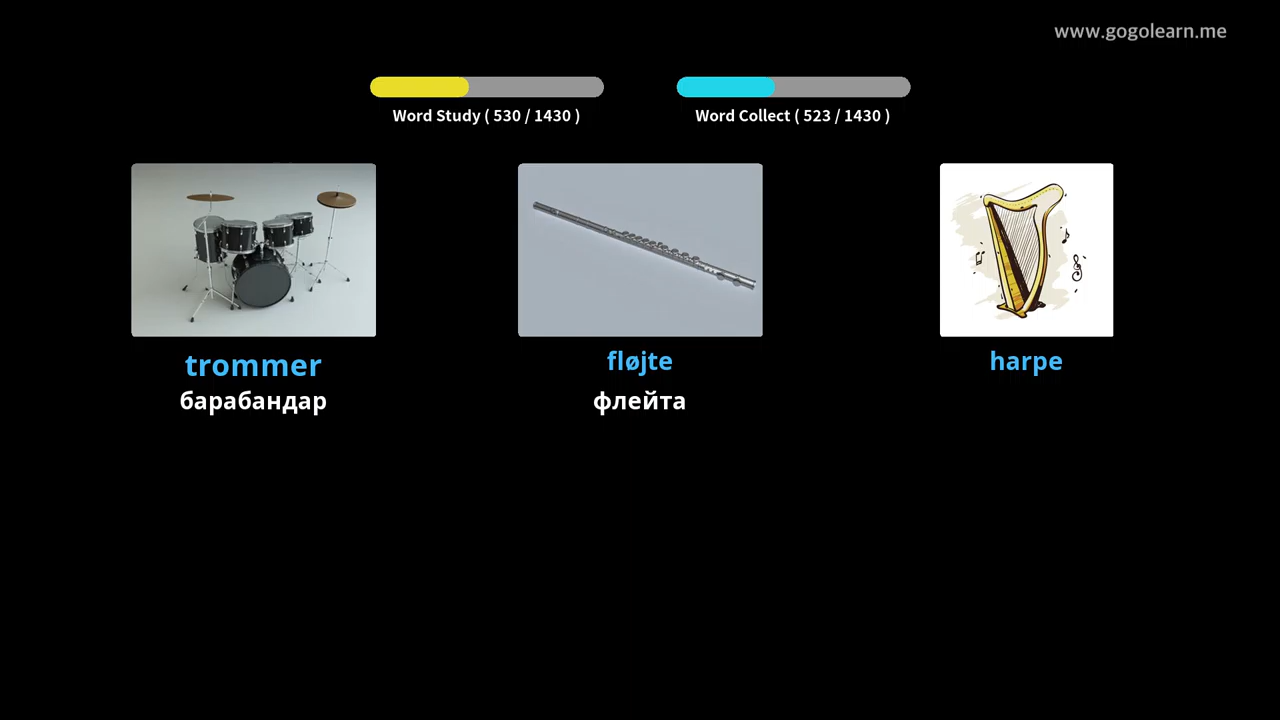 www.gogolearn.me
Word Study ( 530 / 1430 )
Word Collect ( 523 / 1430 )
trommer
fløjte
harpe
барабандар
флейта